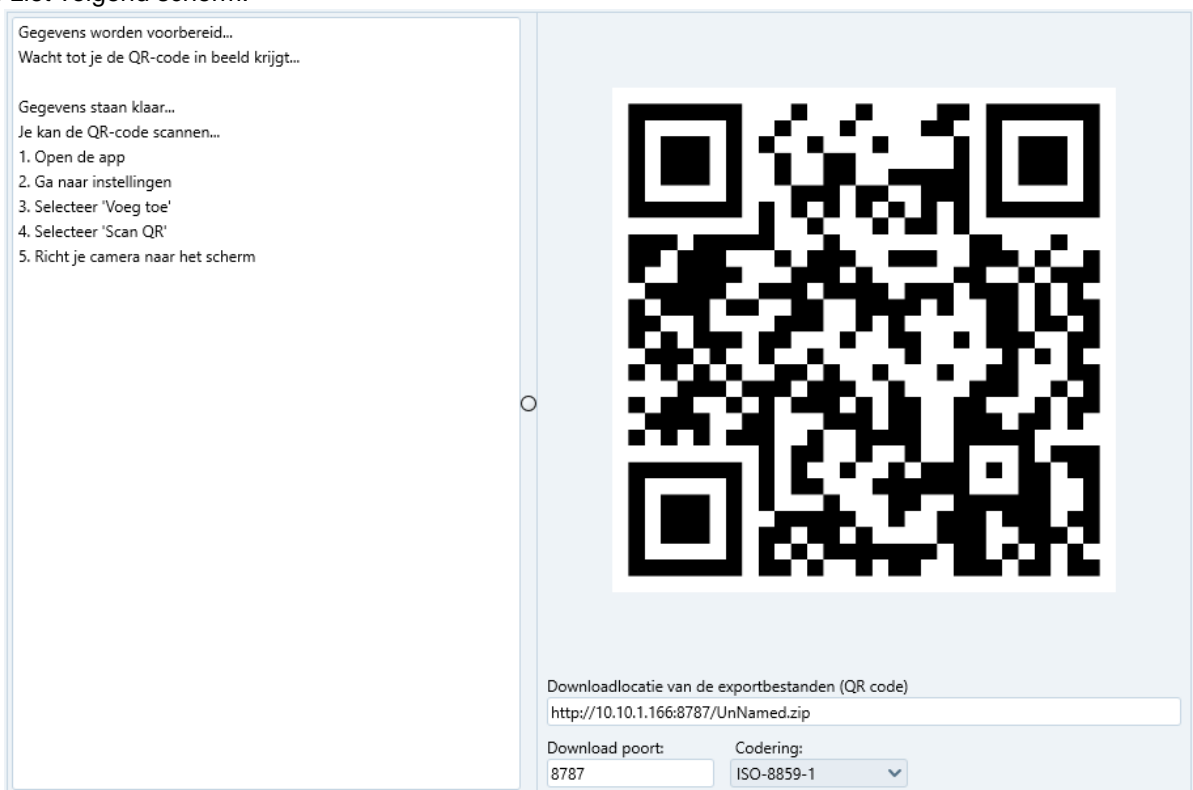 Gegevens worden voorbereid...
Wacht tot je de QR-code in beeld krijgt...
Gegevens staan klaar...
Je kan de QR-code scannen...
1. Open de app
2. Ga naar instellingen
3. Selecteer 'Voeg toe'
4. Selecteer 'Scan QR'
5. Richt je camera naar het scherm
Downloadlocatie van de exportbestanden (QR code)
http://10.10.1.166:8787/UnNamed.zip
Download poort:
Codering:
8787
ISO-8859-1